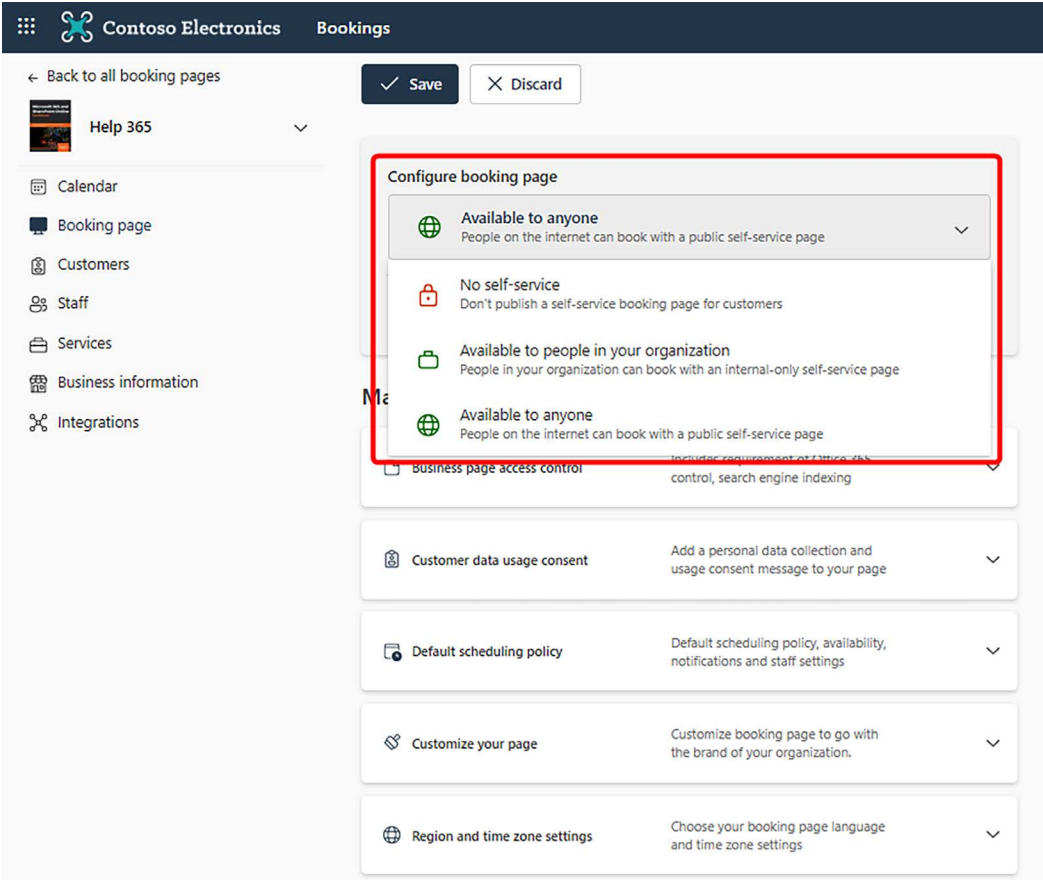 Contoso Electronics
Bookings
Back to all booking pages
Help 365
Calendar
Booking page
Customers
Staff
Services
Business information
Integrations
Save
Discard
Configure booking page
Available to anyone
People on the internet can book with a public self-service page
No self-service
Don't publish a self-service booking page for customers
Available to people in your organization
People in your organization can book with an internal-only self-service page
Available to anyone
People on the internet can book with a public self-service page
Ma
Business page access control
Includes requirement of Office 365
control, search engine indexing
Customer data usage consent
Add a personal data collection and
usage consent message to your page
Default scheduling policy
Default scheduling policy, availability,
notifications and staff settings
Customize your page
Customize booking page to go with
the brand of your organization.
Region and time zone settings
Choose your booking page language
and time zone settings